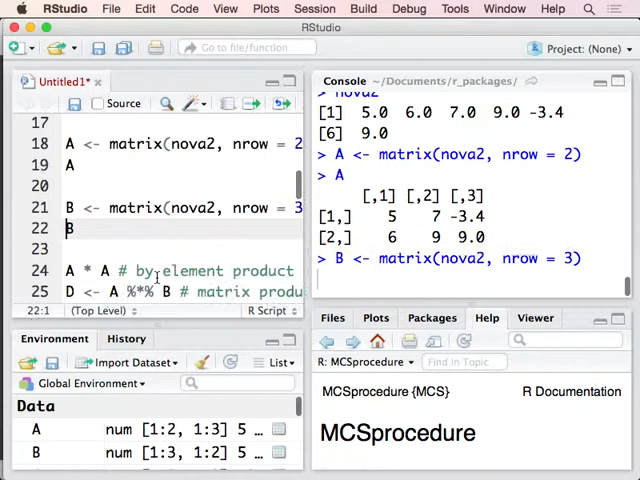 RStudio File Edit Code View Plots Session Build Debug Tools Window Help
RStudio
Go to file/function
Project: (None)
Untitled1*
Source
17
18 A <- matrix(nova2, nrow = 2
19 A
20
21 B <- matrix(nova2, nrow = 3
22 B
23
24 A * A # by element product
25 D <- A %*% B # matrix produ
22:1 (Top Level) R Script
Console ~/Documents/r_packages/
> nova2
[1] 5.0 6.0 7.0 9.0 -3.4
[6] 9.0
> A <- matrix(nova2, nrow = 2)
> A
[,1] [,2] [,3]
[1,] 5 7 -3.4
[2,] 6 9 9.0
> B <- matrix(nova2, nrow = 3)
Environment History
Import Dataset List
Global Environment
Data
A num [1:2, 1:3] 5 ...
B num [1:3, 1:2] 5 ...
Files Plots Packages Help Viewer
R: MCSprocedure Find in Topic
MCSprocedure {MCS} R Documentation
MCSprocedure